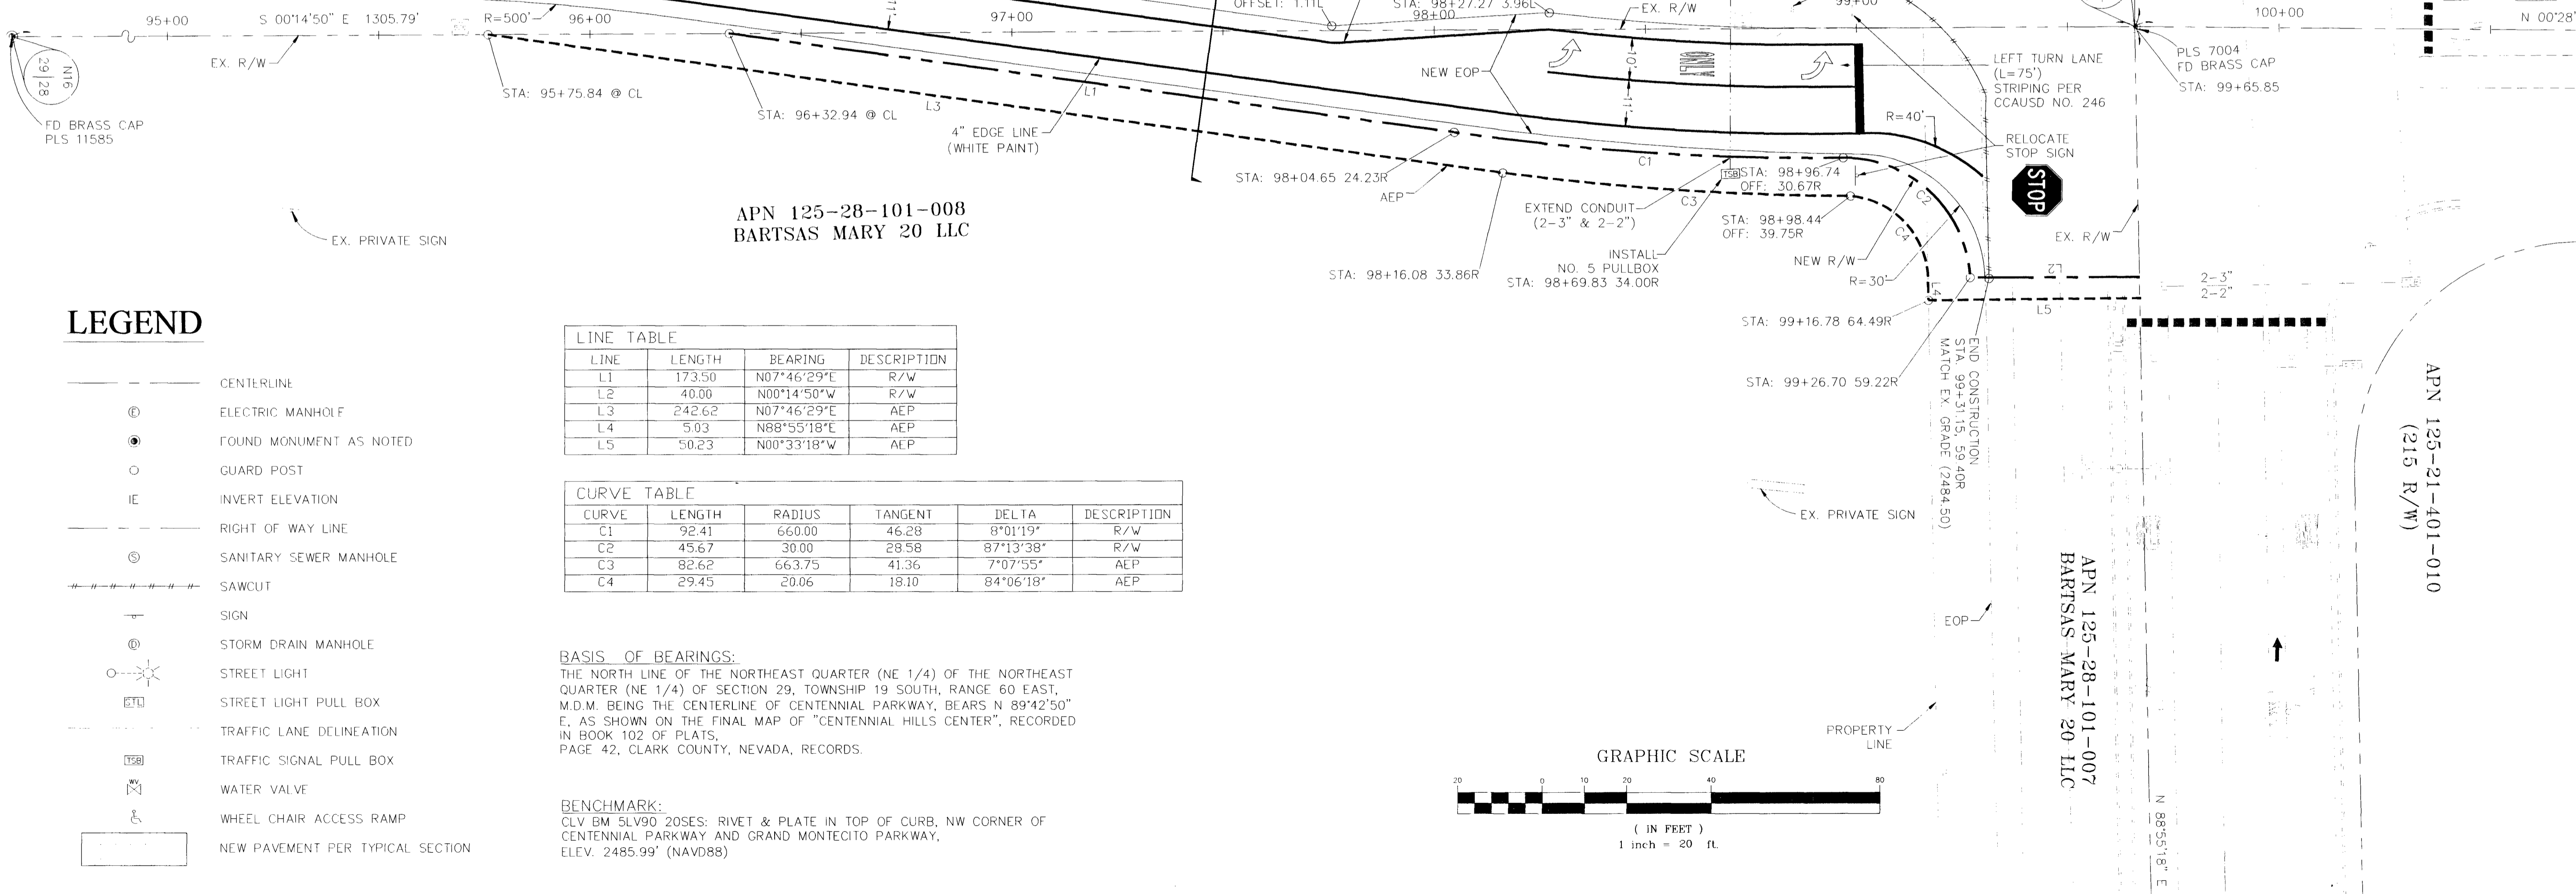 95+00
S 00°14'50" E 1305.79'
R=500'
96+00
11'
97+00
OFFSET: 1.11L
STA: 98+27.27 3.96L
98+00
EX. R/W
99+00
100+00
N 00°28'
N16
29|28
EX. R/W
FD BRASS CAP
PLS 11585
STA: 95+75.84 @ CL
STA: 96+32.94 @ CL
L3
L1
4" EDGE LINE
(WHITE PAINT)
NEW EOP
10'
11'
ONLY
LEFT TURN LANE
(L=75')
STRIPING PER
CCAUSD NO. 246
PLS 7004
FD BRASS CAP
STA: 99+65.85
R=40'
RELOCATE
STOP SIGN
STOP
C1
STA: 98+04.65 24.23R
AEP
TSB
STA: 98+96.74
OFF: 30.67R
C3
C2
C4
EXTEND CONDUIT
(2-3" & 2-2")
STA: 98+98.44
OFF: 39.75R
INSTALL
NO. 5 PULLBOX
STA: 98+69.83 34.00R
STA: 98+16.08 33.86R
NEW R/W
R=30'
EX. R/W
L2
2-3"
2-2"
L4
L5
STA: 99+16.78 64.49R
STA: 99+26.70 59.22R
END CONSTRUCTION
STA. 99+31.15, 59.40R
MATCH EX. GRADE (2484.50)
APN 125-28-101-008
BARTSAS MARY 20 LLC
EX. PRIVATE SIGN
LEGEND
CENTERLINE
E
ELECTRIC MANHOLE
FOUND MONUMENT AS NOTED
GUARD POST
IE
INVERT ELEVATION
RIGHT OF WAY LINE
S
SANITARY SEWER MANHOLE
SAWCUT
SIGN
D
STORM DRAIN MANHOLE
STREET LIGHT
STL
STREET LIGHT PULL BOX
TRAFFIC LANE DELINEATION
TSB
TRAFFIC SIGNAL PULL BOX
WV
WATER VALVE
WHEEL CHAIR ACCESS RAMP
NEW PAVEMENT PER TYPICAL SECTION
LINE TABLE
LINE LENGTH BEARING DESCRIPTION
L1 173.50 N07°46'29"E R/W
L2 40.00 N00°14'50"W R/W
L3 242.62 N07°46'29"E AEP
L4 5.03 N88°55'18"E AEP
L5 50.23 N00°33'18"W AEP
CURVE TABLE
CURVE LENGTH RADIUS TANGENT DELTA DESCRIPTION
C1 92.41 660.00 46.28 8°01'19" R/W
C2 45.67 30.00 28.58 87°13'38" R/W
C3 82.62 663.75 41.36 7°07'55" AEP
C4 29.45 20.06 18.10 84°06'18" AEP
BASIS OF BEARINGS:
THE NORTH LINE OF THE NORTHEAST QUARTER (NE 1/4) OF THE NORTHEAST
QUARTER (NE 1/4) OF SECTION 29, TOWNSHIP 19 SOUTH, RANGE 60 EAST,
M.D.M. BEING THE CENTERLINE OF CENTENNIAL PARKWAY, BEARS N 89°42'50"
E, AS SHOWN ON THE FINAL MAP OF "CENTENNIAL HILLS CENTER", RECORDED
IN BOOK 102 OF PLATS,
PAGE 42, CLARK COUNTY, NEVADA, RECORDS.
BENCHMARK:
CLV BM 5LV90 20SES: RIVET & PLATE IN TOP OF CURB, NW CORNER OF
CENTENNIAL PARKWAY AND GRAND MONTECITO PARKWAY,
ELEV. 2485.99' (NAVD88)
EX. PRIVATE SIGN
EOP
PROPERTY
LINE
APN 125-28-101-007
BARTSAS MARY 20 LLC
APN 125-21-401-010
(215 R/W)
N 88°55'18" E
GRAPHIC SCALE
20 0 10 20 40 80
( IN FEET )
1 inch = 20 ft.